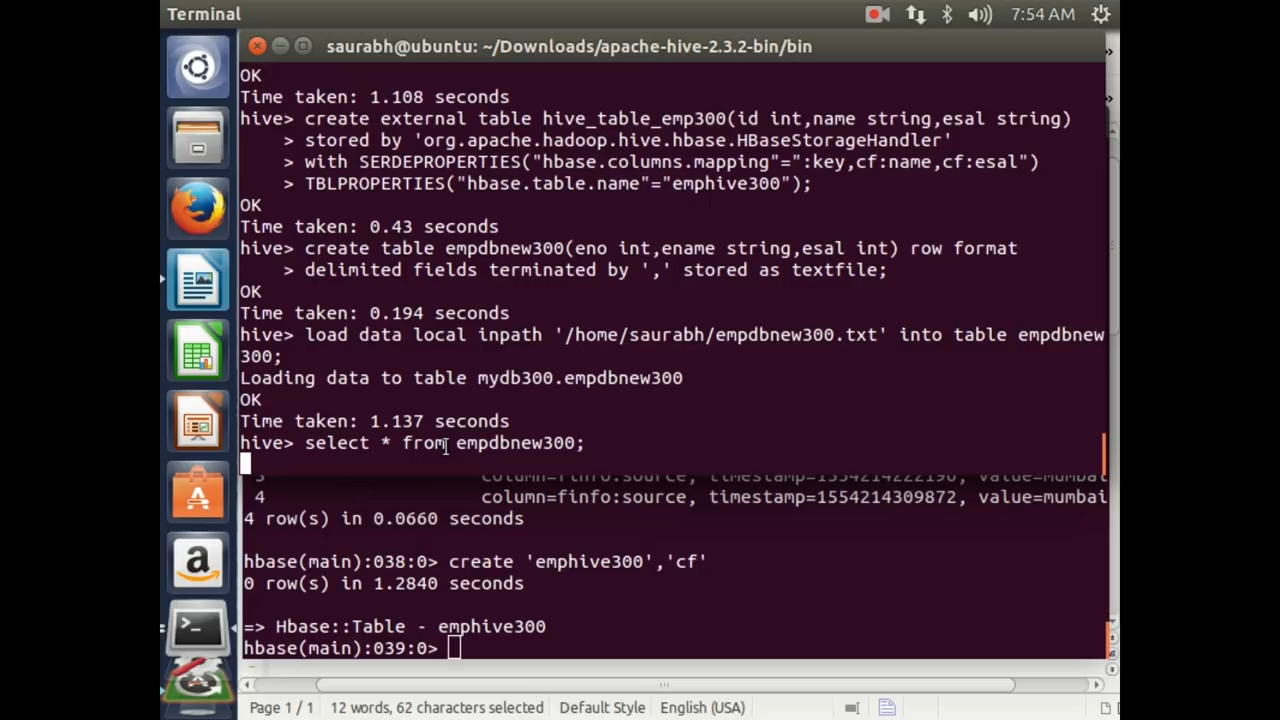 Terminal
7:54 AM
saurabh@ubuntu: ~/Downloads/apache-hive-2.3.2-bin/bin
OK
Time taken: 1.108 seconds
hive> create external table hive_table_emp300(id int,name string,esal string)
> stored by 'org.apache.hadoop.hive.hbase.HBaseStorageHandler'
> with SERDEPROPERTIES("hbase.columns.mapping"=":key,cf:name,cf:esal")
> TBLPROPERTIES("hbase.table.name"="emphive300");
OK
Time taken: 0.43 seconds
hive> create table empdbnew300(eno int,ename string,esal int) row format
> delimited fields terminated by ',' stored as textfile;
OK
Time taken: 0.194 seconds
hive> load data local inpath '/home/saurabh/empdbnew300.txt' into table empdbnew
300;
Loading data to table mydb300.empdbnew300
OK
Time taken: 1.137 seconds
hive> select * from empdbnew300;
3 column=finfo:source, timestamp=1554214222196, value=mumbai
4 column=finfo:source, timestamp=1554214309872, value=mumbai
4 row(s) in 0.0660 seconds
hbase(main):038:0> create 'emphive300','cf'
0 row(s) in 1.2840 seconds
=> Hbase::Table - emphive300
hbase(main):039:0>
Page 1 / 1 12 words, 62 characters selected Default Style English (USA)